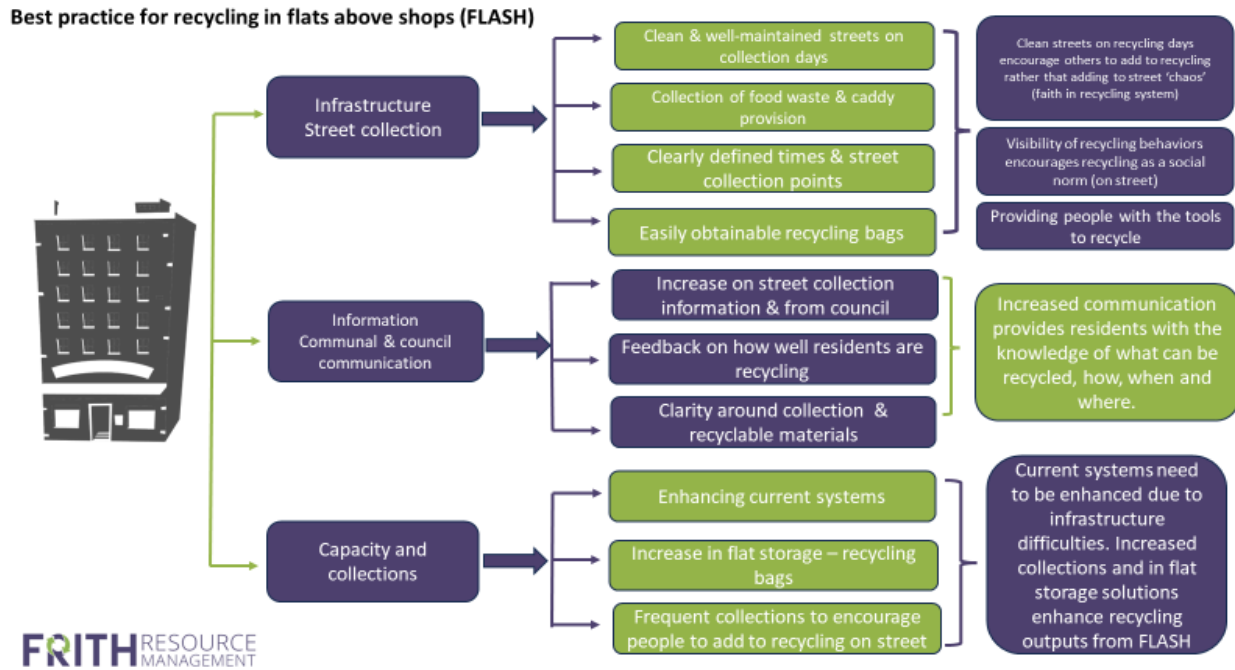 Best practice for recycling in flats above shops (FLASH)
Infrastructure
Street collection
Clean & well-maintained streets on
collection days
Collection of food waste & caddy
provision
Clearly defined times & street
collection points
Easily obtainable recycling bags
Clean streets on recycling days
encourage others to add to recycling
rather that adding to street ‘chaos’
(faith in recycling system)
Visibility of recycling behaviors
encourages recycling as a social
norm (on street)
Providing people with the tools
to recycle
Information
Communal & council
communication
Increase on street collection
information & from council
Feedback on how well residents are
recycling
Clarity around collection &
recyclable materials
Increased communication
provides residents with the
knowledge of what can be
recycled, how, when and
where.
Capacity and
collections
Enhancing current systems
Increase in flat storage – recycling
bags
Frequent collections to encourage
people to add to recycling on street
Current systems need
to be enhanced due to
infrastructure
difficulties. Increased
collections and in flat
storage solutions
enhance recycling
outputs from FLASH
FRITH RESOURCE
MANAGEMENT